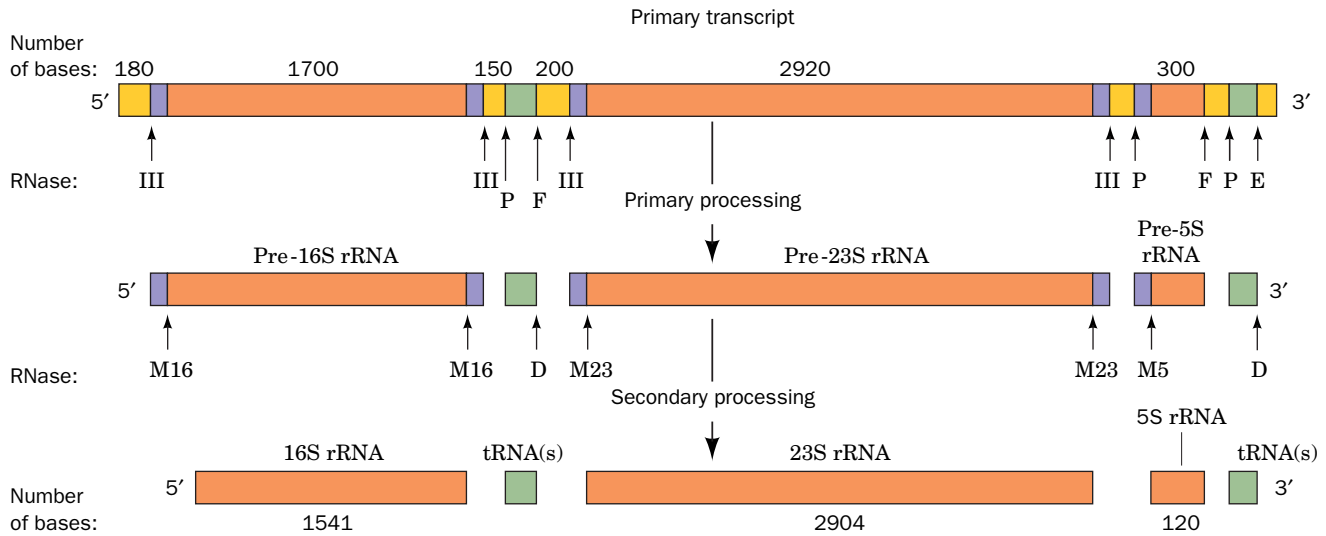 Primary transcript
Number
of bases: 180 1700 150 200 2920 300
5′ 3′
RNase: III III P F III III P F P E
Primary processing
Pre-16S rRNA Pre-23S rRNA Pre-5S
rRNA
5′ 3′
RNase: M16 M16 D M23 M23 M5 D
Secondary processing
5S rRNA
16S rRNA tRNA(s) 23S rRNA tRNA(s)
5′ 3′
Number
of bases: 1541 2904 120